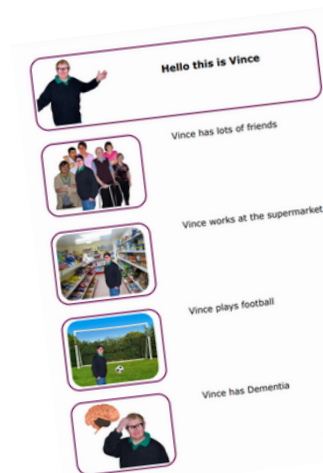 Hello this is Vince
Vince has lots of friends
Vince works at the supermarket
Vince plays football
Vince has Dementia